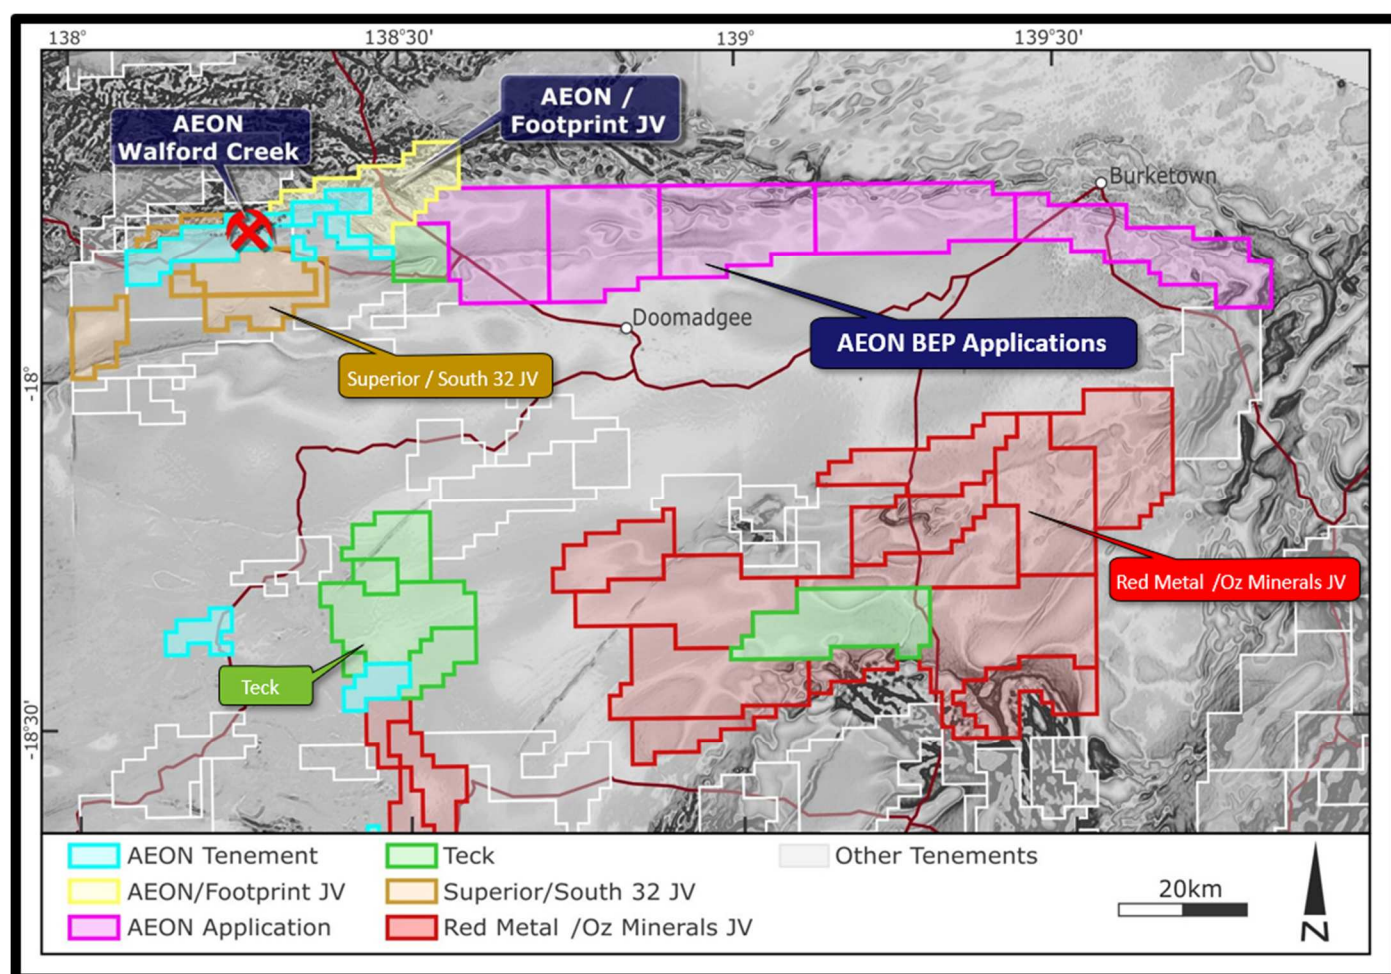 138°
138°30'
139°
139°30'
AEON /
Footprint JV
AEON
Walford Creek
Burketown
Doomadgee
AEON BEP Applications
Superior / South 32 JV
-18°
Red Metal /Oz Minerals JV
Teck
-18°30'
AEON Tenement
Teck
Other Tenements
AEON/Footprint JV
Superior/South 32 JV
20km
AEON Application
Red Metal /Oz Minerals JV
N